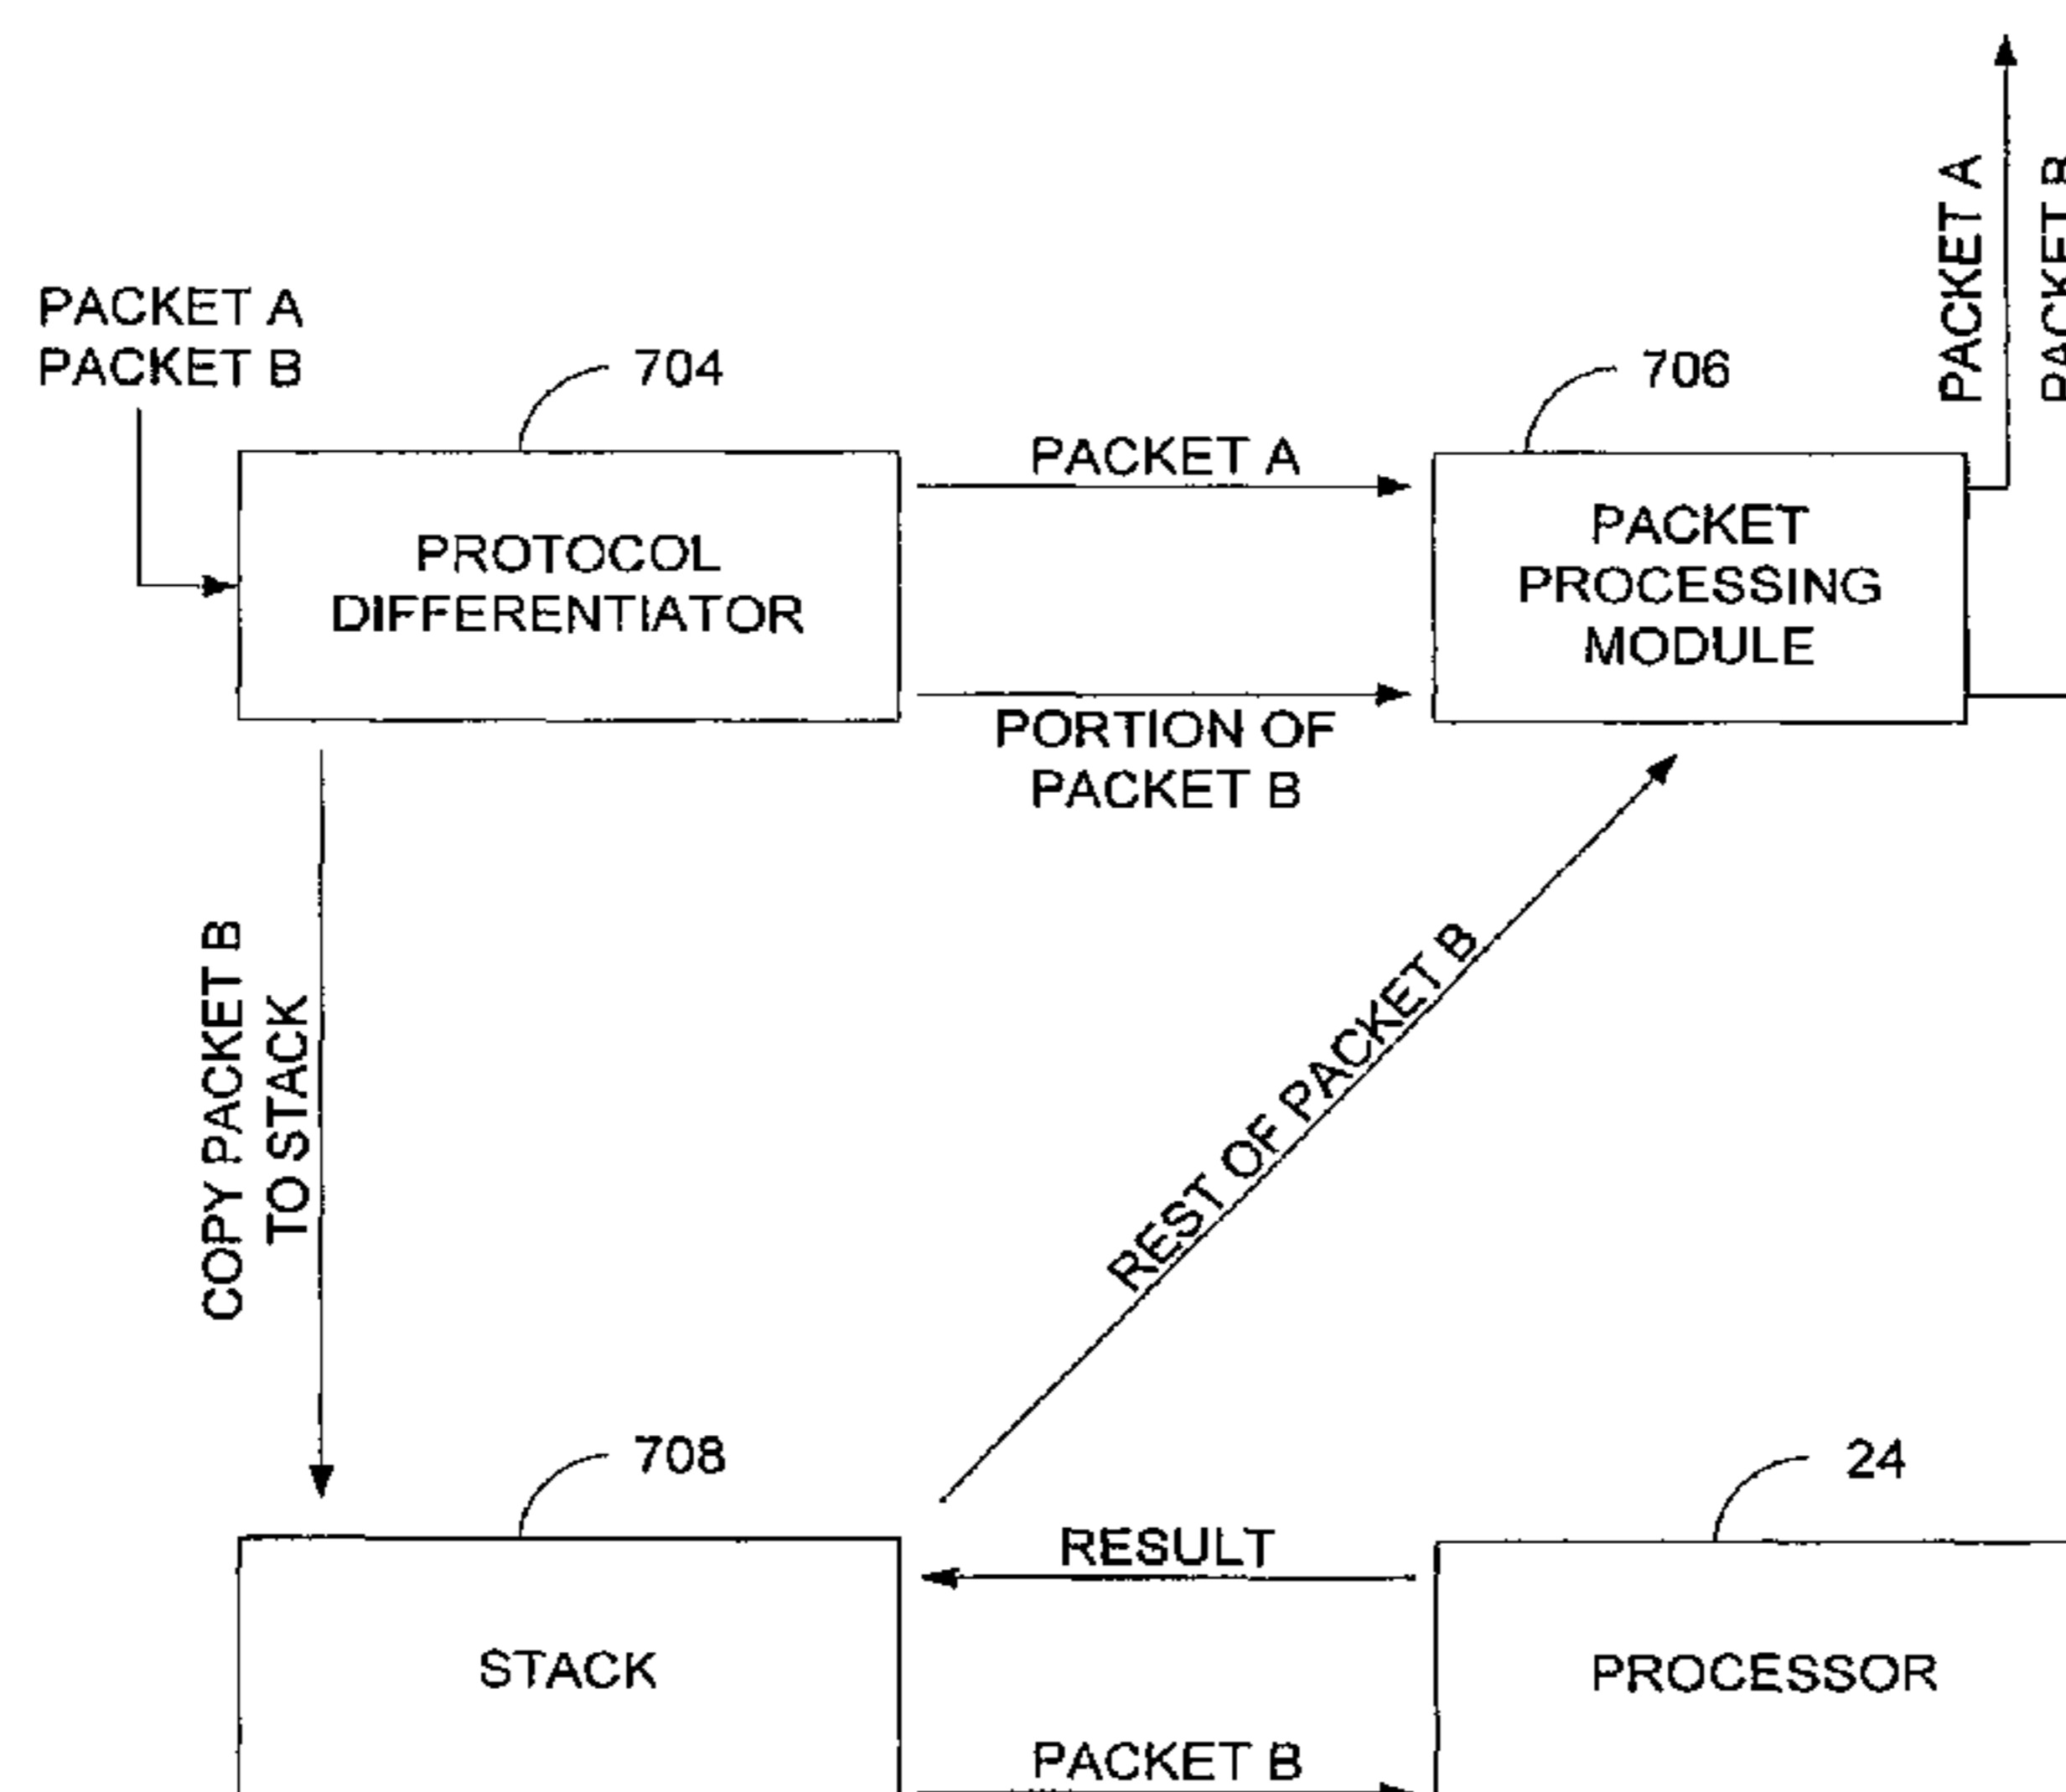 PACKET A
PACKET B
704
706
PACKET A
PACKET B
PACKET A
PROTOCOL
DIFFERENTIATOR
PACKET
PROCESSING
MODULE
PORTION OF
PACKET B
COPY PACKET B
TO STACK
REST OF PACKET B
708
24
RESULT
STACK
PROCESSOR
PACKET B